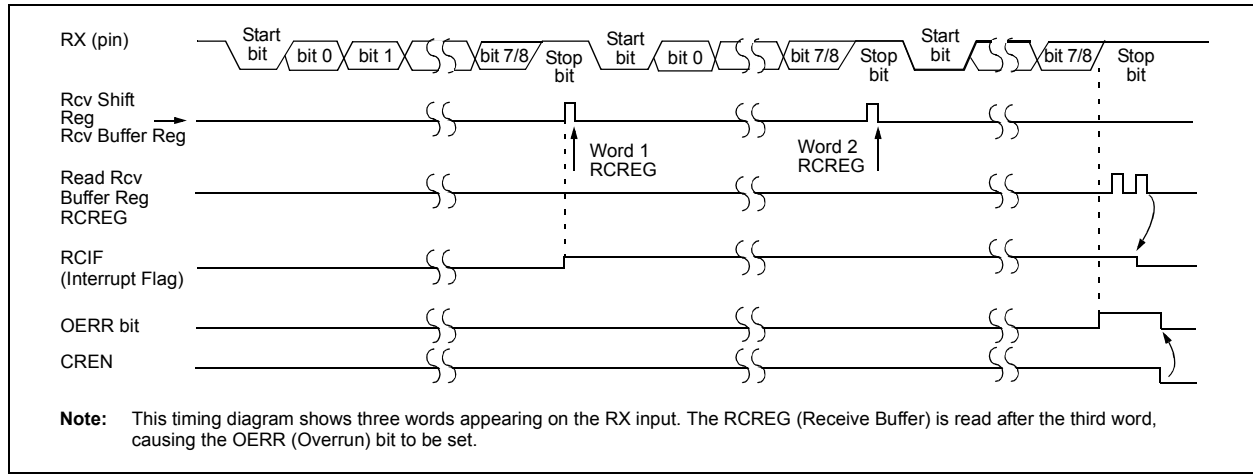 RX (pin)
Start
bit
bit 0
bit 1
bit 7/8
Stop
bit
Start
bit
bit 0
bit 7/8
Stop
bit
Start
bit
bit 7/8
Stop
bit
Rcv Shift
Reg
Rcv Buffer Reg
Word 1
RCREG
Word 2
RCREG
Read Rcv
Buffer Reg
RCREG
RCIF
(Interrupt Flag)
OERR bit
CREN
Note: This timing diagram shows three words appearing on the RX input. The RCREG (Receive Buffer) is read after the third word,
causing the OERR (Overrun) bit to be set.